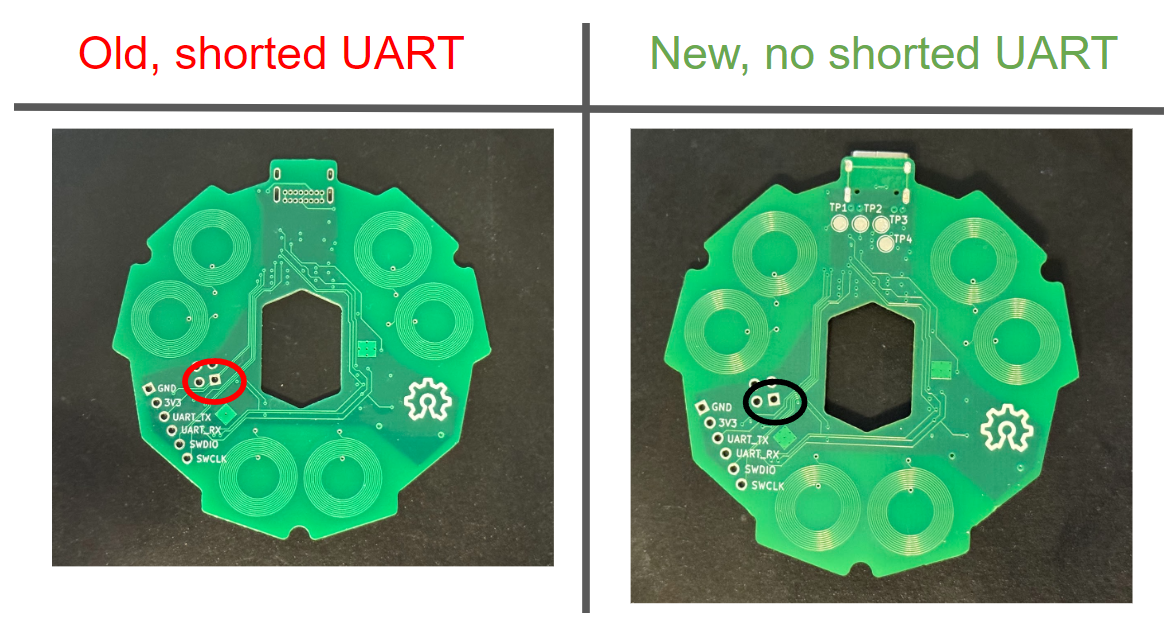 Old, shorted UART
New, no shorted UART
GND
3V3
UART_TX
UART_RX
SWDIO
SWCLK
TP1
TP2
TP3
TP4
GND
3V3
UART_TX
UART_RX
SWDIO
SWCLK